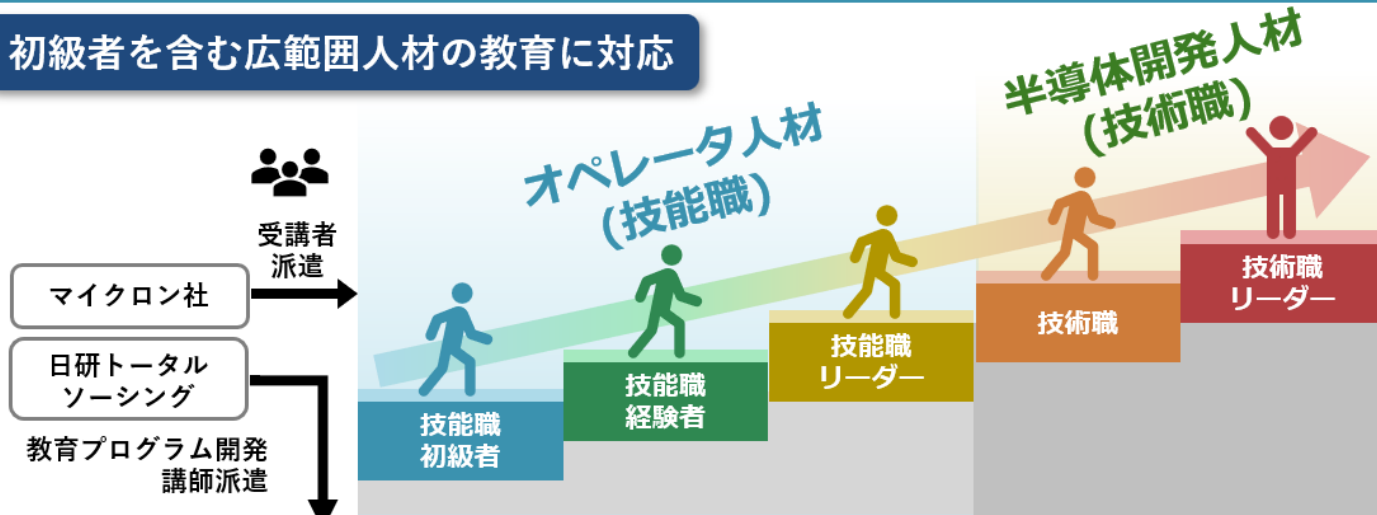 初級者を含む広範囲人材の教育に対応
オペレータ人材
(技能職)
半導体開発人材
(技術職)
受講者
派遣
マイクロン社
日研トータル
ソーシング
教育プログラム開発
講師派遣
技能職
初級者
技能職
経験者
技能職
リーダー
技術職
技術職
リーダー